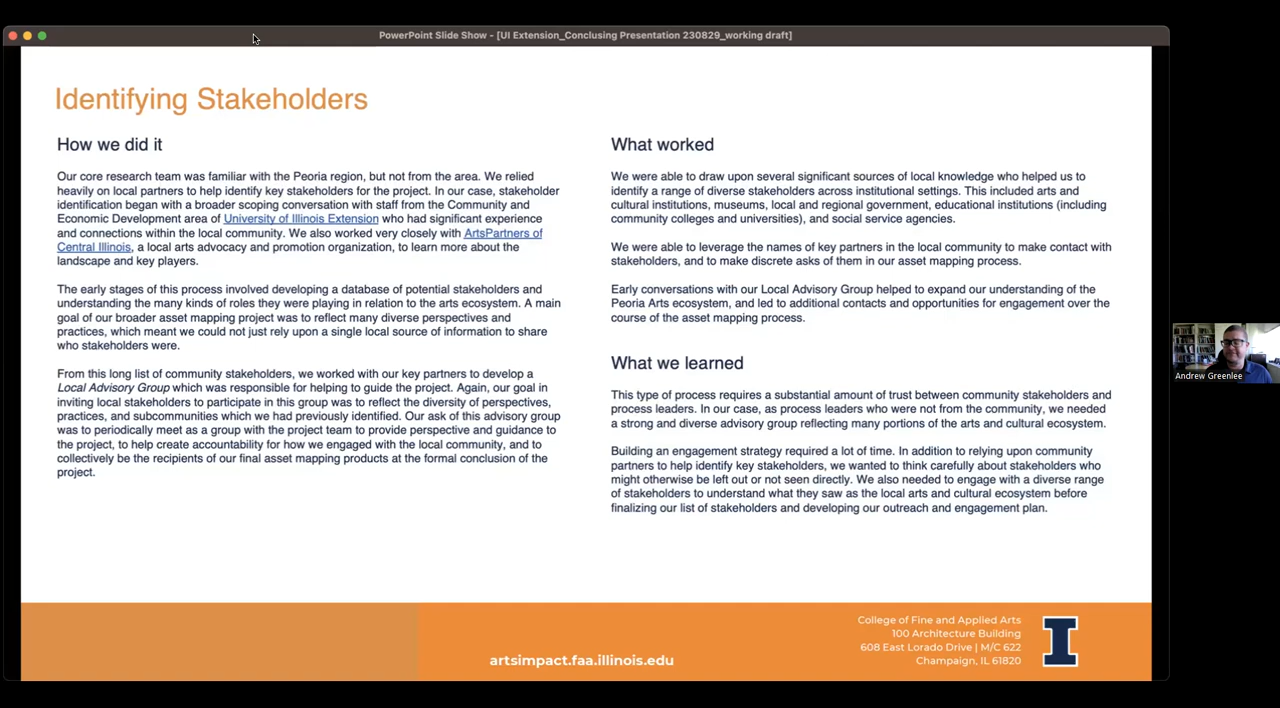 PowerPoint Slide Show - [UI Extension_Conclusing Presentation 230829_working draft]
Identifying Stakeholders
How we did it
Our core research team was familiar with the Peoria region, but not from the area. We relied
heavily on local partners to help identify key stakeholders for the project. In our case, stakeholder
identification began with a broader scoping conversation with staff from the Community and
Economic Development area of University of Illinois Extension who had significant experience
and connections within the local community. We also worked very closely with ArtsPartners of
Central Illinois, a local arts advocacy and promotion organization, to learn more about the
landscape and key players.
The early stages of this process involved developing a database of potential stakeholders and
understanding the many kinds of roles they were playing in relation to the arts ecosystem. A main
goal of our broader asset mapping project was to reflect many diverse perspectives and
practices, which meant we could not just rely upon a single local source of information to share
who stakeholders were.
From this long list of community stakeholders, we worked with our key partners to develop a
Local Advisory Group which was responsible for helping to guide the project. Again, our goal in
inviting local stakeholders to participate in this group was to reflect the diversity of perspectives,
practices, and subcommunities which we had previously identified. Our ask of this advisory group
was to periodically meet as a group with the project team to provide perspective and guidance to
the project, to help create accountability for how we engaged with the local community, and to
collectively be the recipients of our final asset mapping products at the formal conclusion of the
project.
What worked
We were able to draw upon several significant sources of local knowledge who helped us to
identify a range of diverse stakeholders across institutional settings. This included arts and
cultural institutions, museums, local and regional government, educational institutions (including
community colleges and universities), and social service agencies.
We were able to leverage the names of key partners in the local community to make contact with
stakeholders, and to make discrete asks of them in our asset mapping process.
Early conversations with our Local Advisory Group helped to expand our understanding of the
Peoria Arts ecosystem, and led to additional contacts and opportunities for engagement over the
course of the asset mapping process.
What we learned
This type of process requires a substantial amount of trust between community stakeholders and
process leaders. In our case, as process leaders who were not from the community, we needed
a strong and diverse advisory group reflecting many portions of the arts and cultural ecosystem.
Building an engagement strategy required a lot of time. In addition to relying upon community
partners to help identify key stakeholders, we wanted to think carefully about stakeholders who
might otherwise be left out or not seen directly. We also needed to engage with a diverse range
of stakeholders to understand what they saw as the local arts and cultural ecosystem before
finalizing our list of stakeholders and developing our outreach and engagement plan.
Andrew Greenlee
artsimpact.faa.illinois.edu
College of Fine and Applied Arts
100 Architecture Building
608 East Lorado Drive | M/C 622
Champaign, IL 61820
I